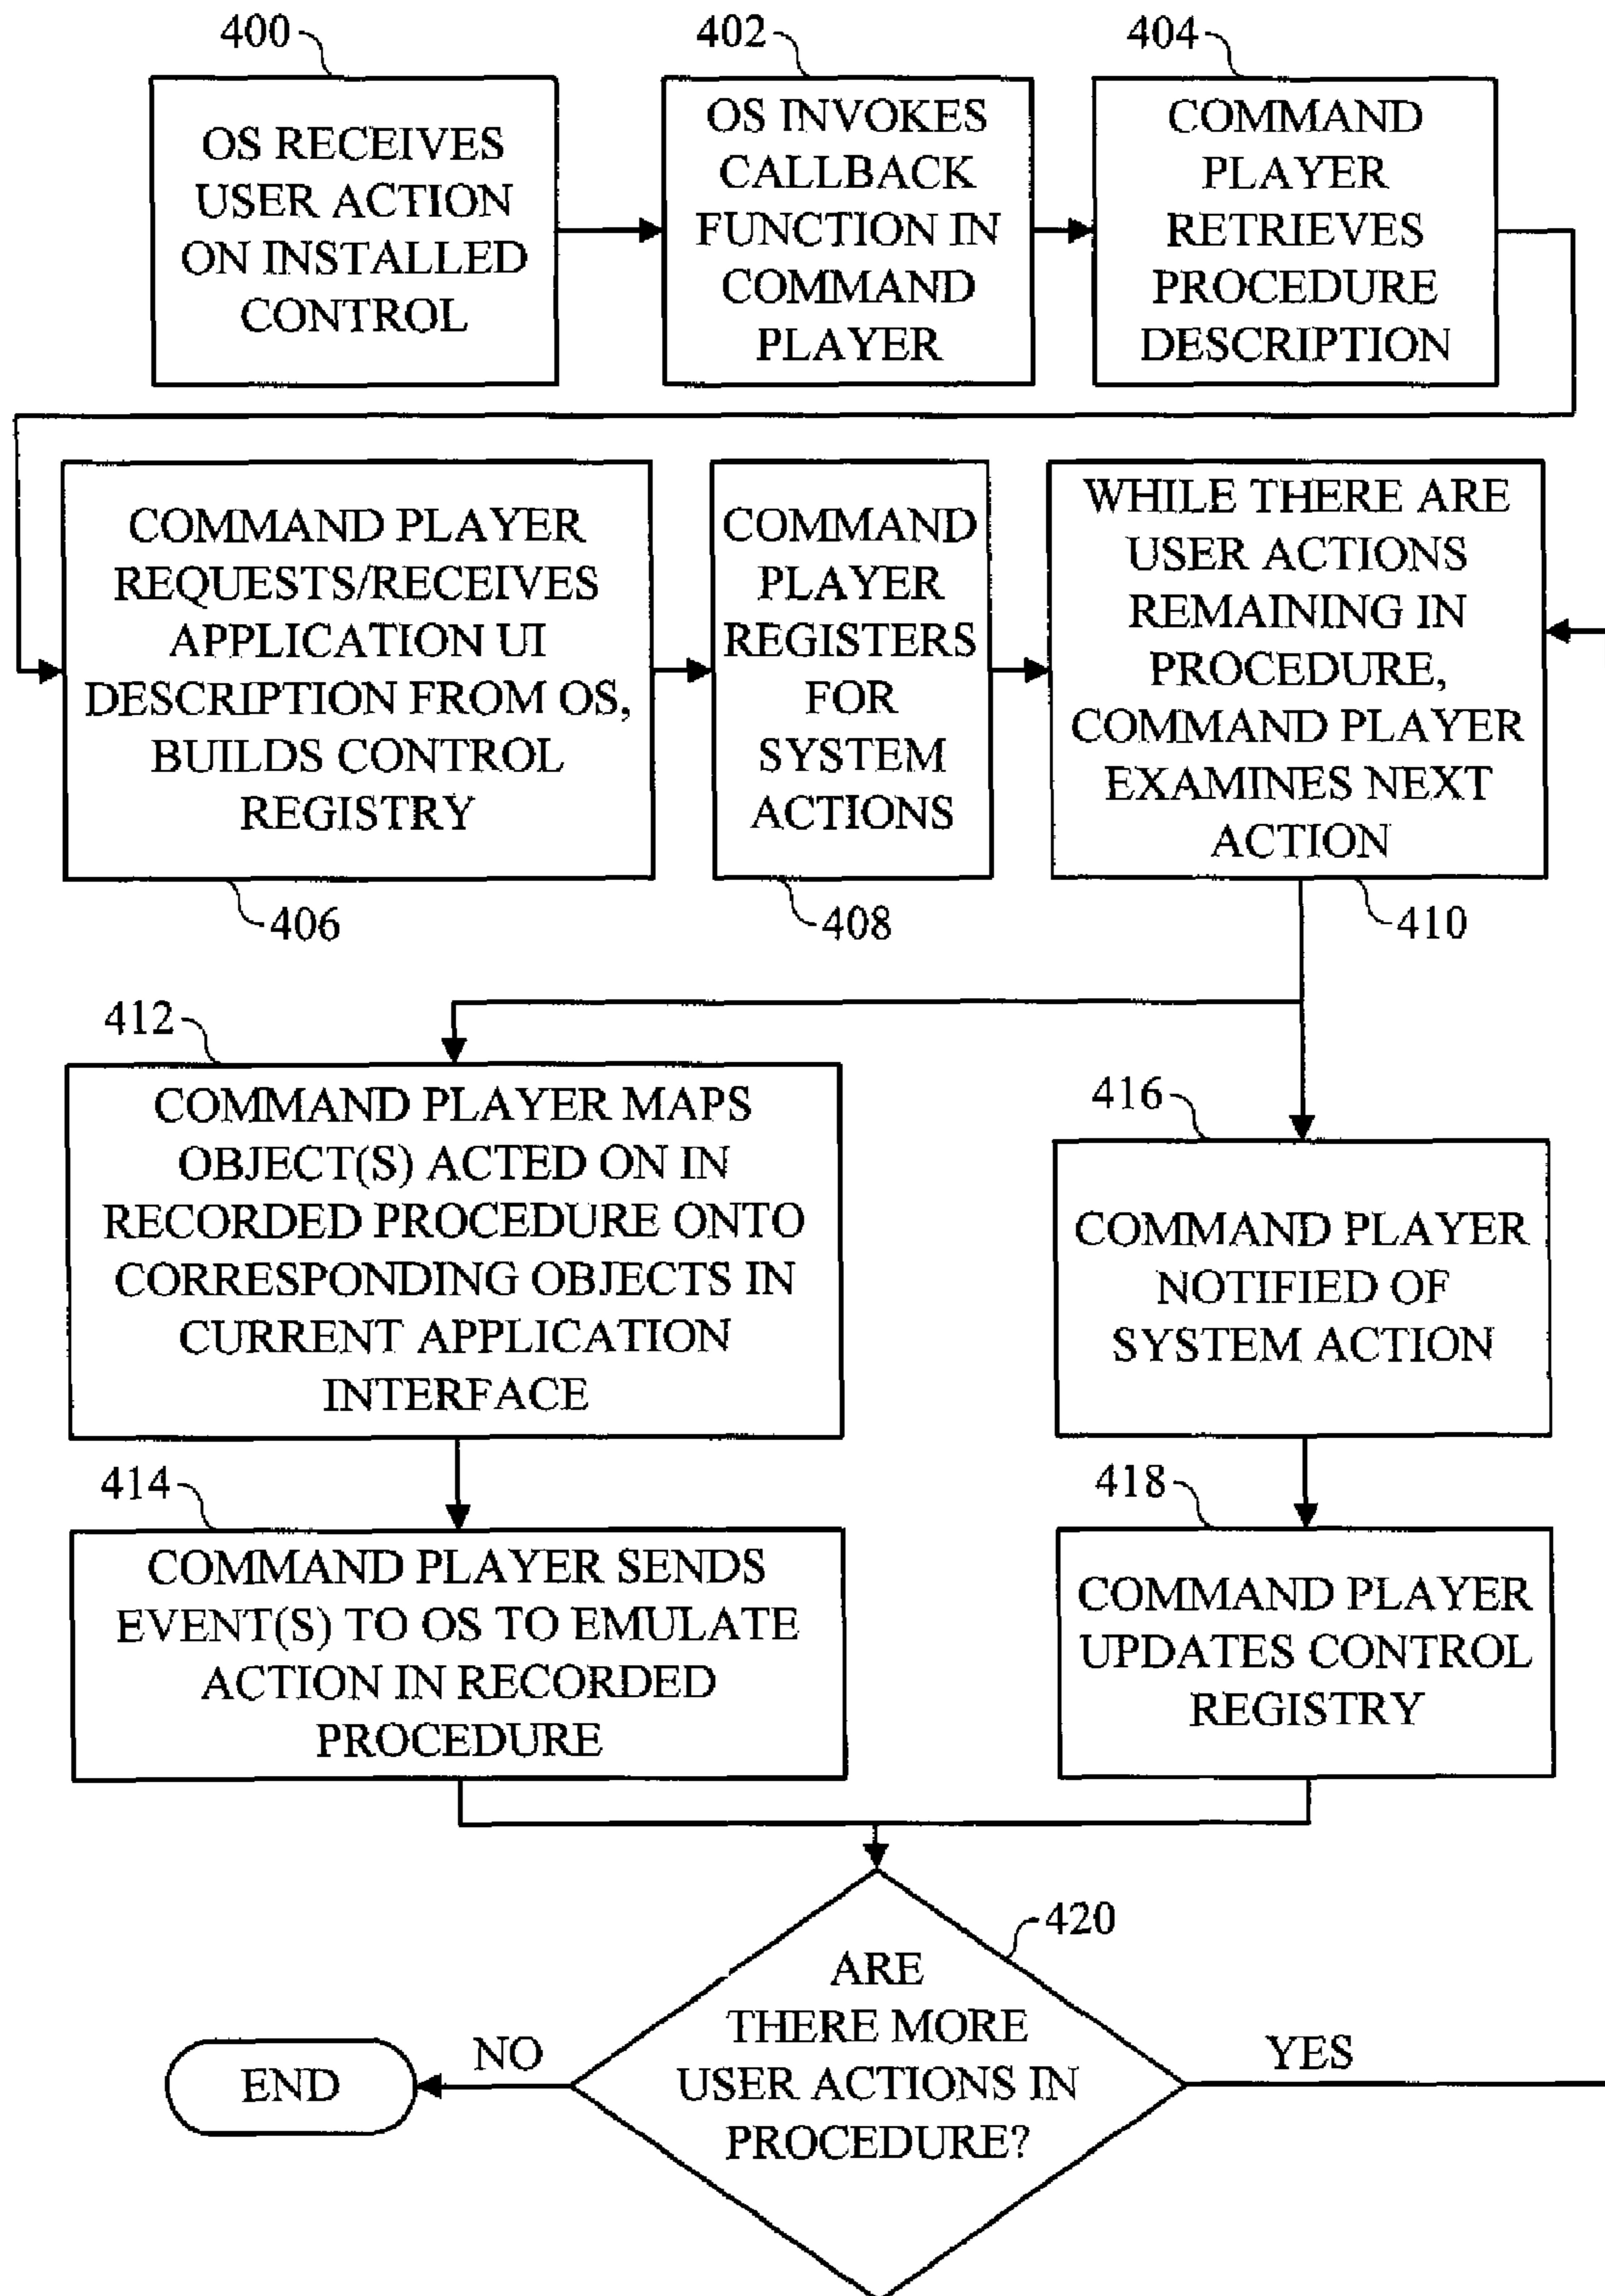 400
402
404
OS RECEIVES
USER ACTION
ON INSTALLED
CONTROL
OS INVOKES
CALLBACK
FUNCTION IN
COMMAND
PLAYER
COMMAND
PLAYER
RETRIEVES
PROCEDURE
DESCRIPTION
COMMAND PLAYER
REQUESTS/RECEIVES
APPLICATION UI
DESCRIPTION FROM OS,
BUILDS CONTROL
REGISTRY
406
COMMAND
PLAYER
REGISTERS
FOR
SYSTEM
ACTIONS
408
WHILE THERE ARE
USER ACTIONS
REMAINING IN
PROCEDURE,
COMMAND PLAYER
EXAMINES NEXT
ACTION
410
412
COMMAND PLAYER MAPS
OBJECT(S) ACTED ON IN
RECORDED PROCEDURE ONTO
CORRESPONDING OBJECTS IN
CURRENT APPLICATION
INTERFACE
416
COMMAND PLAYER
NOTIFIED OF
SYSTEM ACTION
414
COMMAND PLAYER SENDS
EVENT(S) TO OS TO EMULATE
ACTION IN RECORDED
PROCEDURE
418
COMMAND PLAYER
UPDATES CONTROL
REGISTRY
420
ARE
THERE MORE
USER ACTIONS IN
PROCEDURE?
NO
END
YES